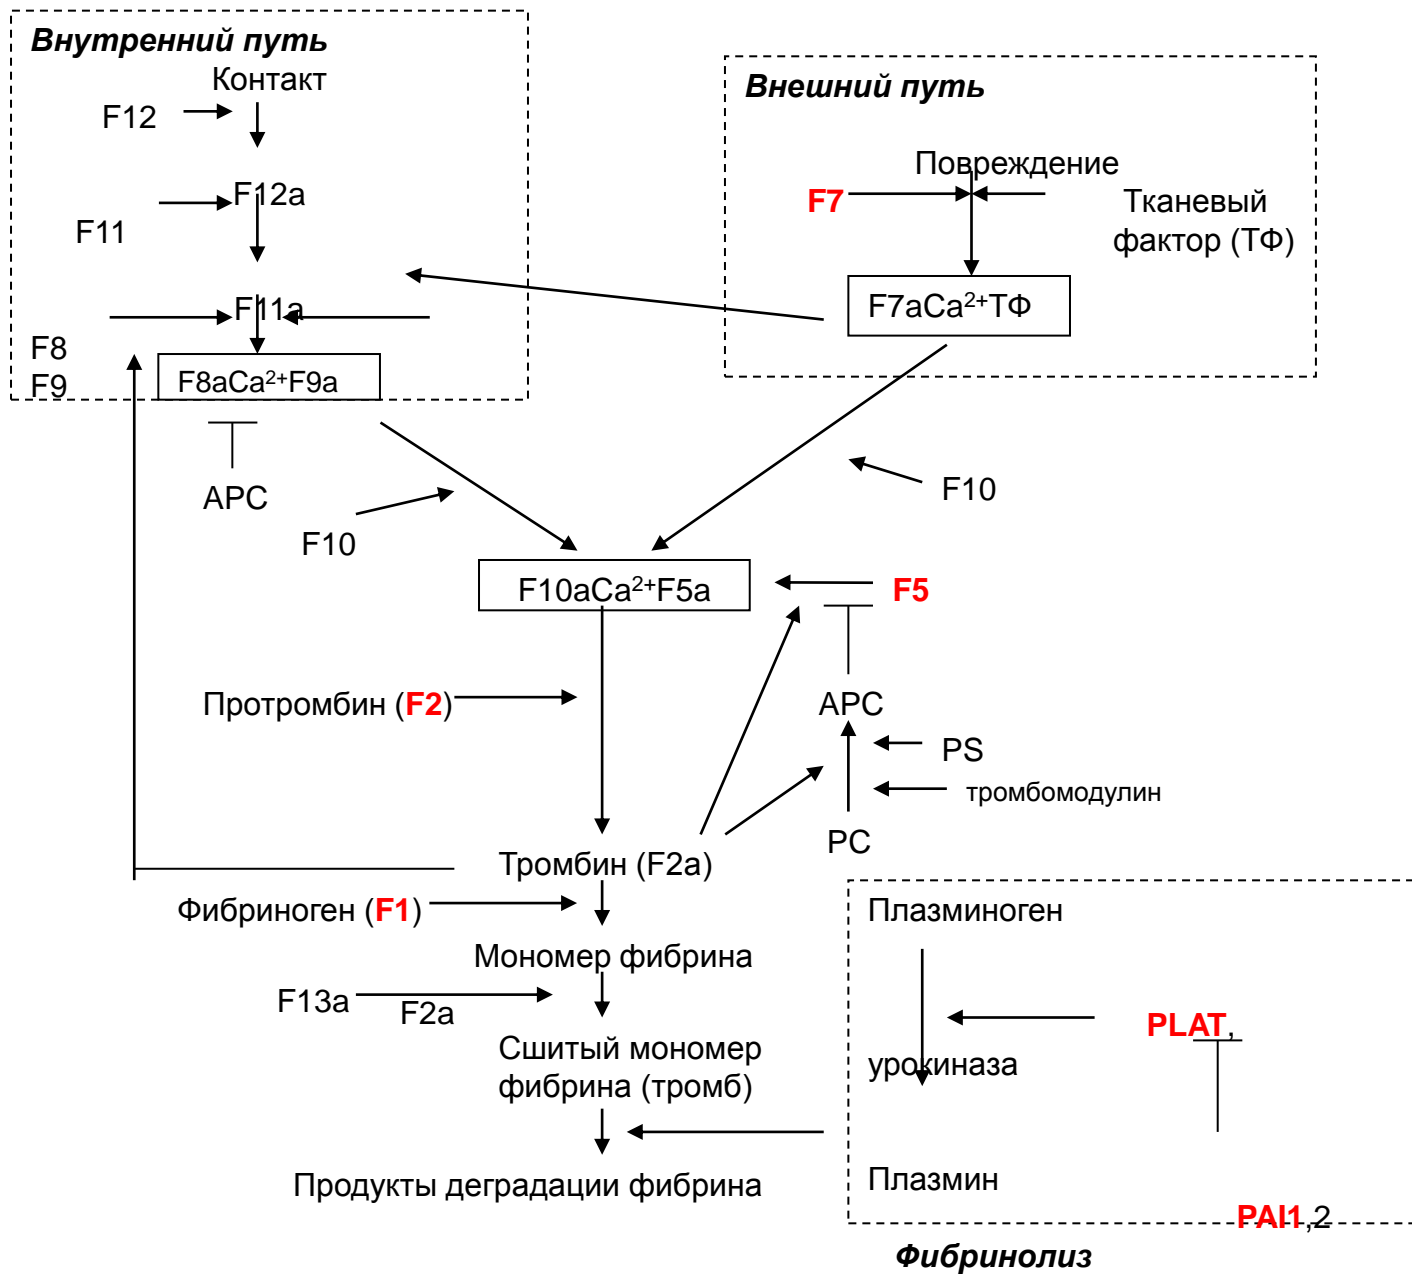 Внутренний путь
Контакт
F12
F12a
F11
F11a
F8
F9
F8aCa²⁺F9a
APC
F10
Внешний путь
Повреждение
F7
Тканевый
фактор (ТФ)
F7aCa²⁺ТФ
F10
F10aCa²⁺F5a
F5
Протромбин (F2)
APC
PS
тромбомодулин
PC
Тромбин (F2a)
Фибриноген (F1)
Мономер фибрина
F13a
F2a
Сшитый мономер
фибрина (тромб)
Продукты деградации фибрина
Плазминоген
PLAT,
урокиназа
Плазмин
PAI1,2
Фибринолиз